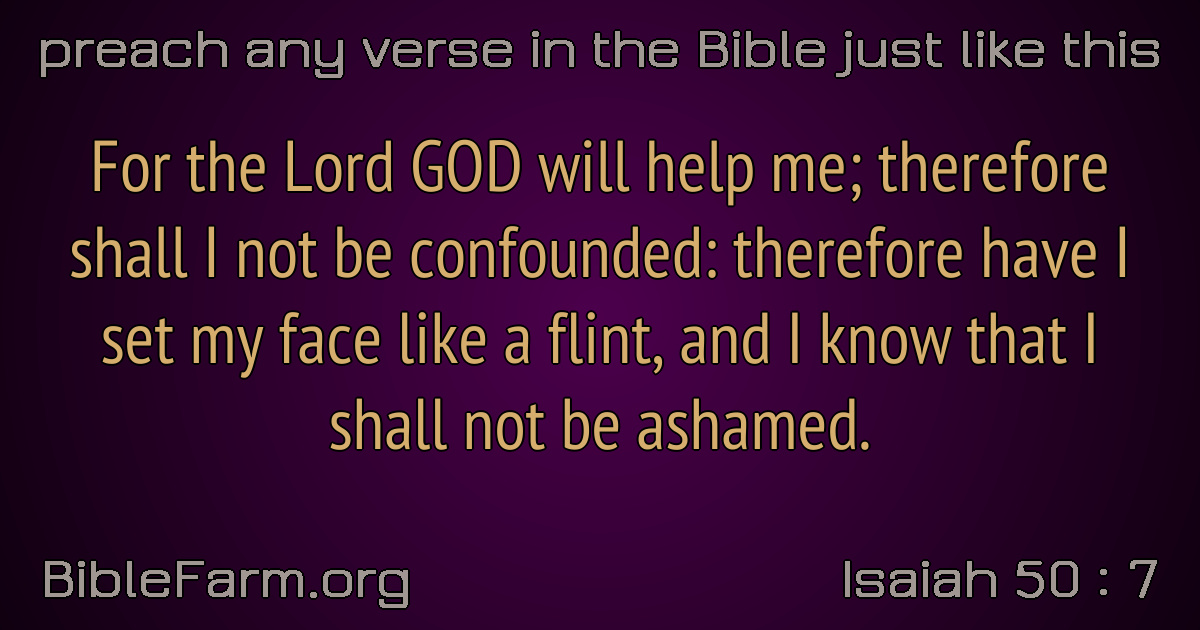 preach any verse in the Bible just like this
For the Lord GOD will help me; therefore
shall I not be confounded: therefore have I
set my face like a flint, and I know that I
shall not be ashamed.
BibleFarm.org
Isaiah 50 : 7